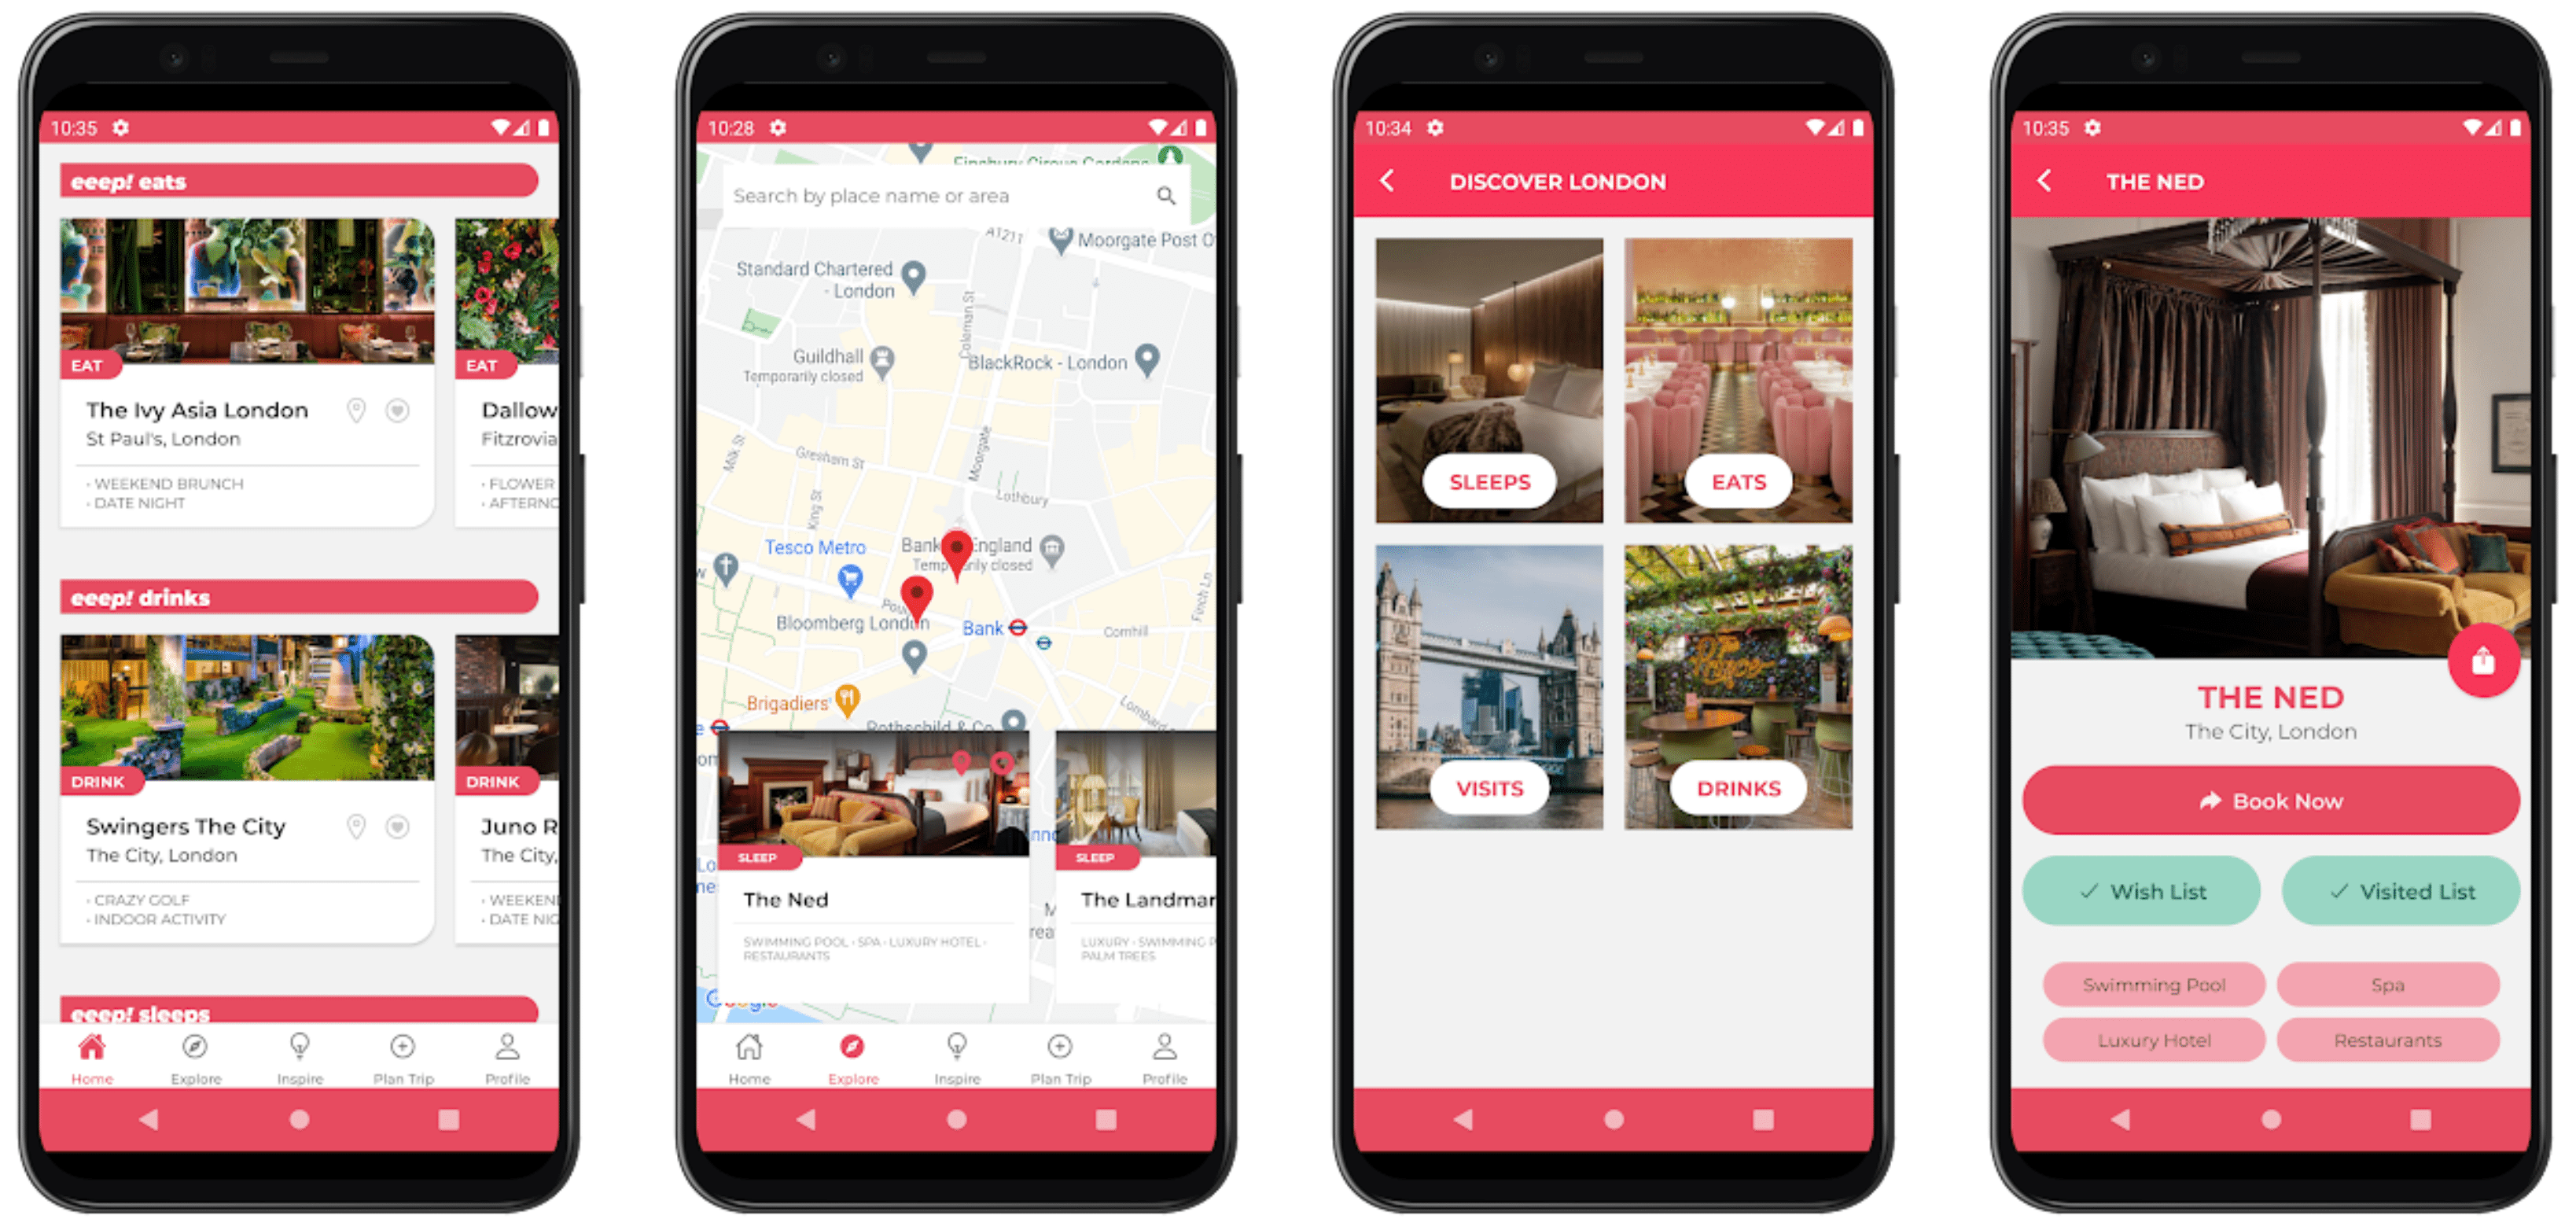 10:35
eeep! eats
EAT
EAT
The Ivy Asia London
St Paul's, London
• WEEKEND BRUNCH
• DATE NIGHT
Dallow
Fitzrovia
• FLOWER
• AFTERNO
eeep! drinks
DRINK
DRINK
Swingers The City
The City, London
• CRAZY GOLF
• INDOOR ACTIVITY
Juno R
The City,
• WEEKEN
• DATE NIG
eeep! sleeps
Home
Explore
Inspire
Plan Trip
Profile
10:28
Finsbury Circus Gardens
Search by place name or area
A1211
Moorgate Post O
Standard Chartered
- London
Coleman St
Guildhall
Temporarily closed
BlackRock - London
Milk St
Gresham St
Moorgate
King St
Lothbury
Tesco Metro
Bank England
Temp rily closed
Finch Ln
Pou
Bloomberg London
Bank
Cornhill
Brigadiers
Lombard
Rothschild & Co
SLEEP
SLEEP
The Ned
SWIMMING POOL • SPA • LUXURY HOTEL •
RESTAURANTS
The Landmar
LUXURY • SWIMMING P
PALM TREES
Google
Home
Explore
Inspire
Plan Trip
Profile
10:34
DISCOVER LONDON
SLEEPS
EATS
VISITS
DRINKS
10:35
THE NED
THE NED
The City, London
Book Now
Wish List
Visited List
Swimming Pool
Spa
Luxury Hotel
Restaurants